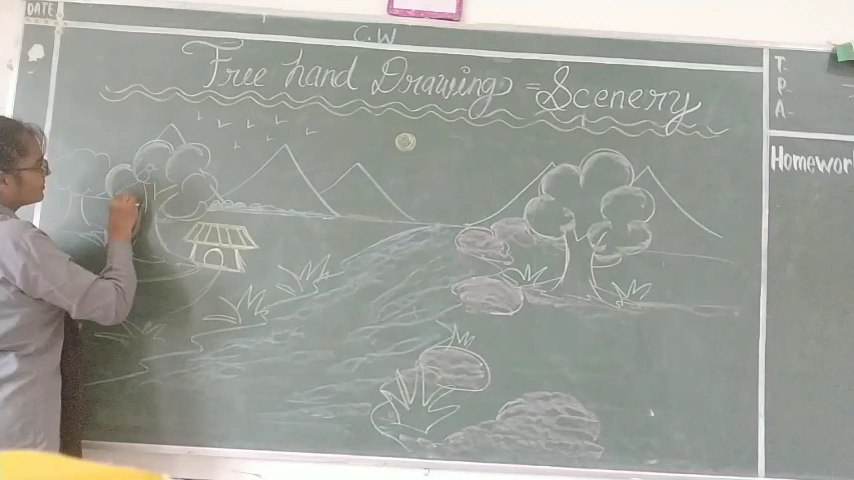 DATE
C.W
Free hand Drawing = Scenery
T.
P.
A.
Homewor